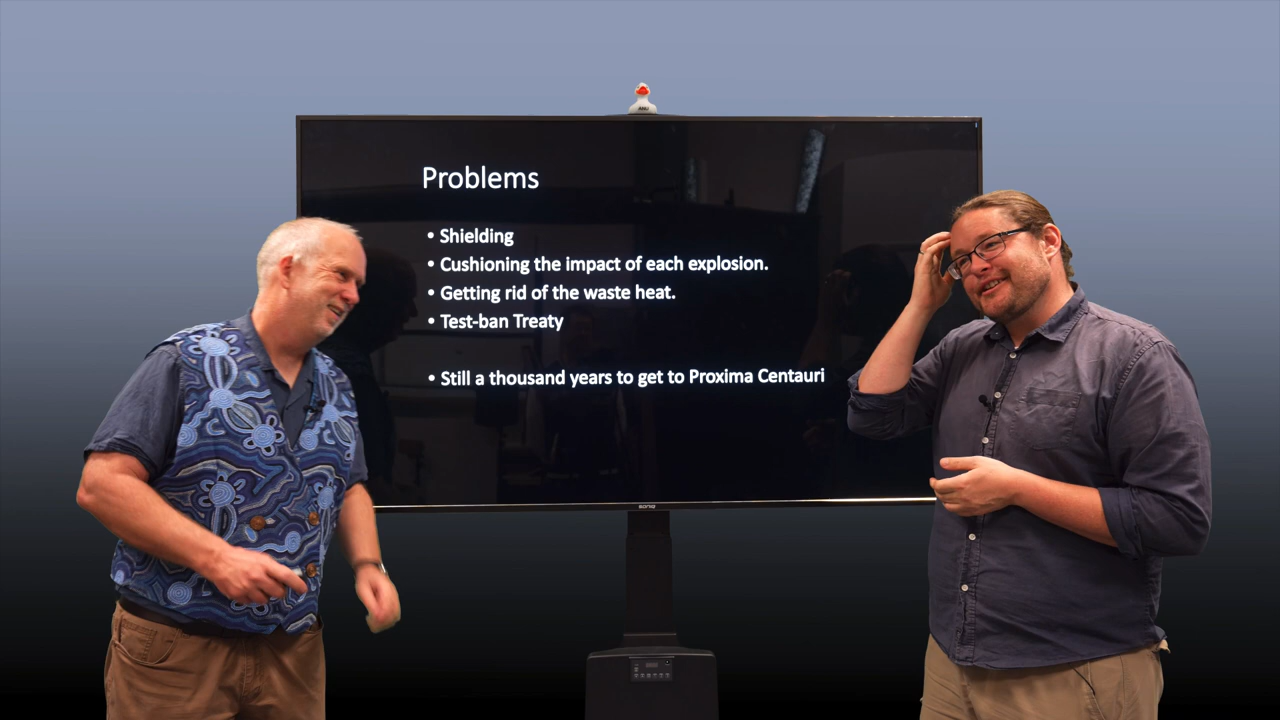 Problems
• Shielding
• Cushioning the impact of each explosion.
• Getting rid of the waste heat.
• Test-ban Treaty
• Still a thousand years to get to Proxima Centauri
soniq